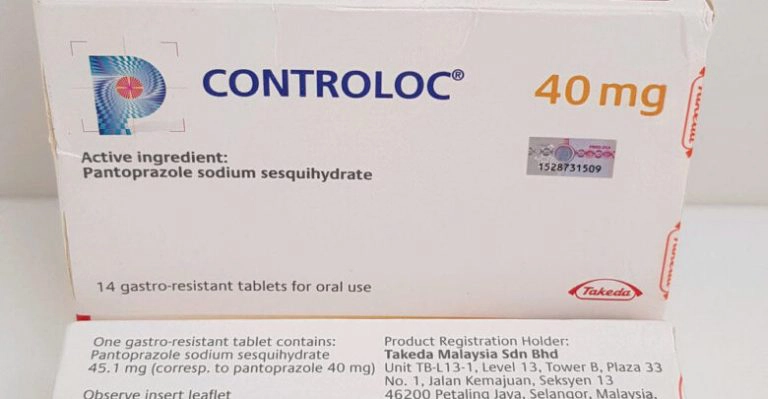 CONTROLOC® 40 mg
Active ingredient:
Pantoprazole sodium sesquihydrate
1528731509
14 gastro-resistant tablets for oral use
Takeda
One gastro-resistant tablet contains:
Pantoprazole sodium sesquihydrate
45.1 mg (corresp. to pantoprazole 40 mg)
Observe insert leaflet
Product Registration Holder:
Takeda Malaysia Sdn Bhd
Unit TB-L13-1, Level 13, Tower B, Plaza 33
No. 1, Jalan Kemajuan, Seksyen 13
46200 Petaling Jaya, Selangor, Malaysia.